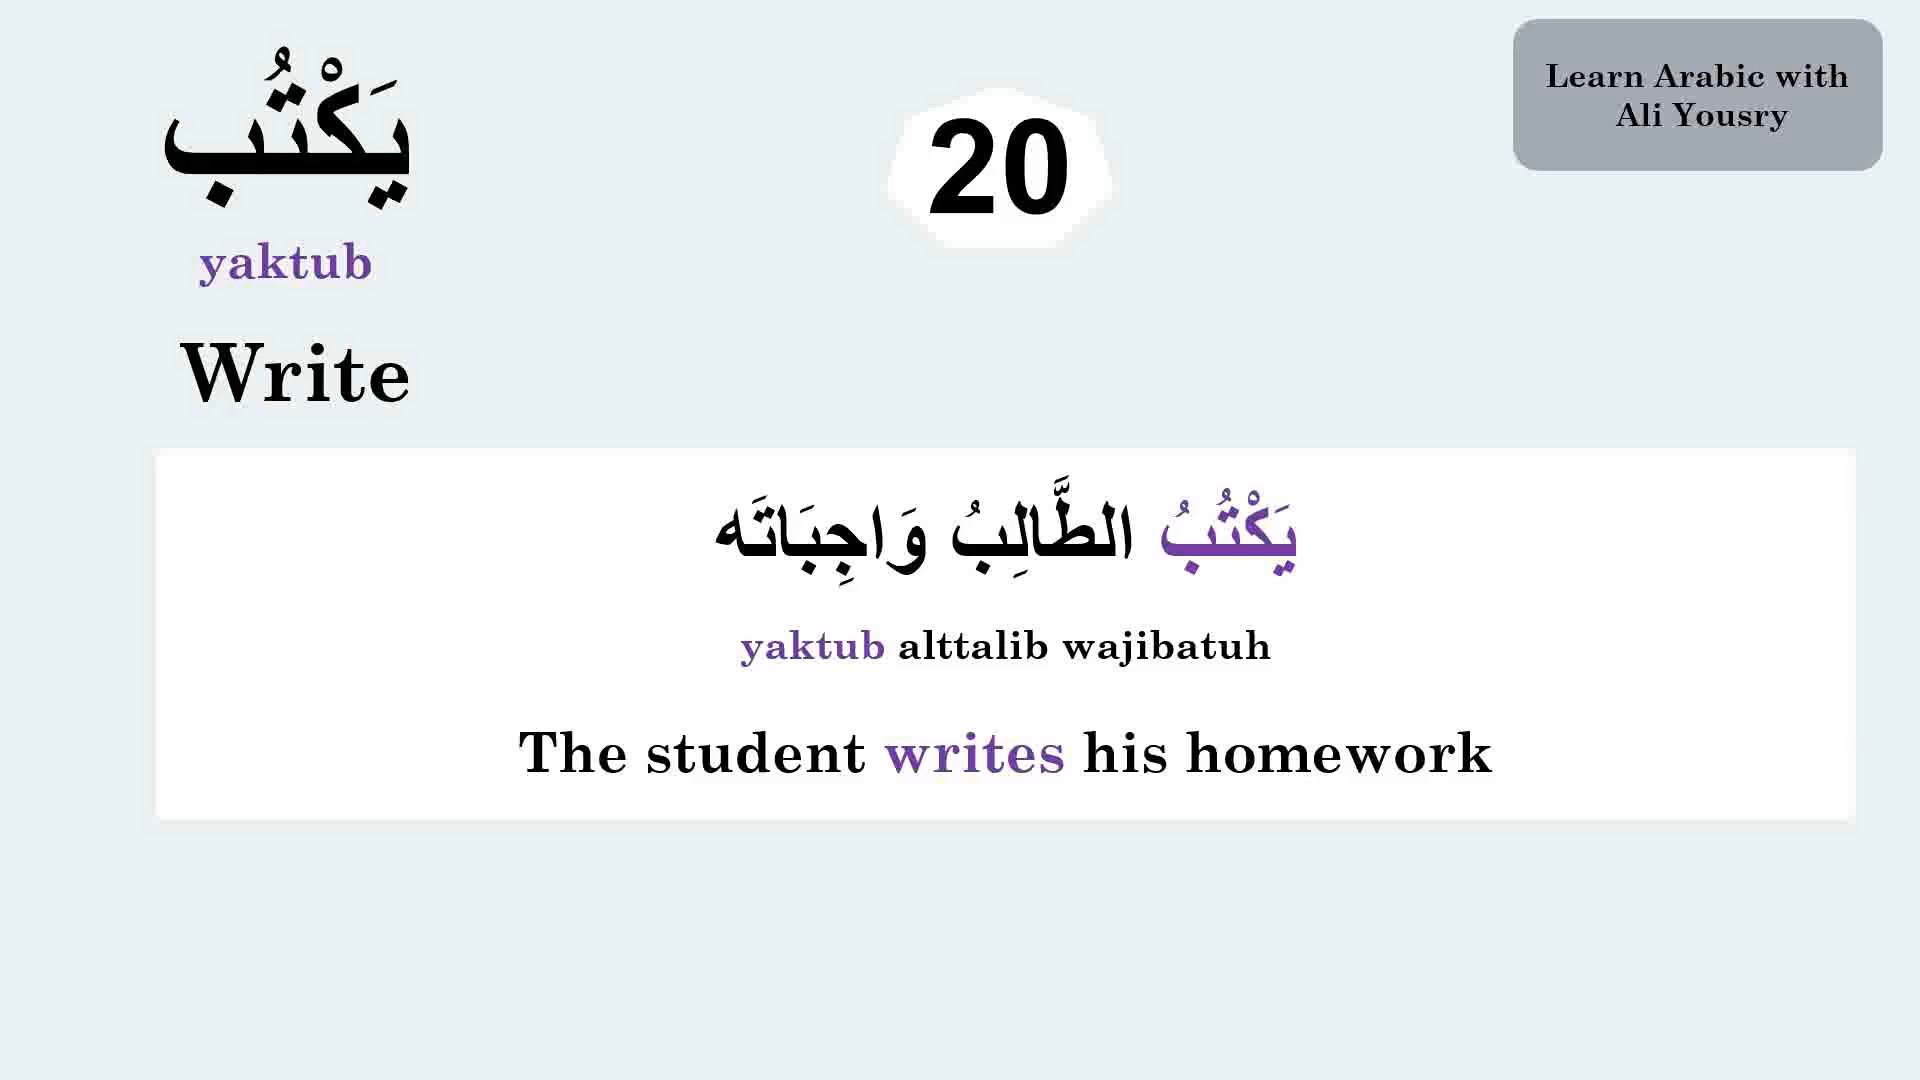 يَكْتُب
yaktub
Write
20
Learn Arabic with
Ali Yousry
يَكْتُبُ الطَّالِبُ وَاجِبَاتَه
yaktub alttalib wajibatuh
The student writes his homework